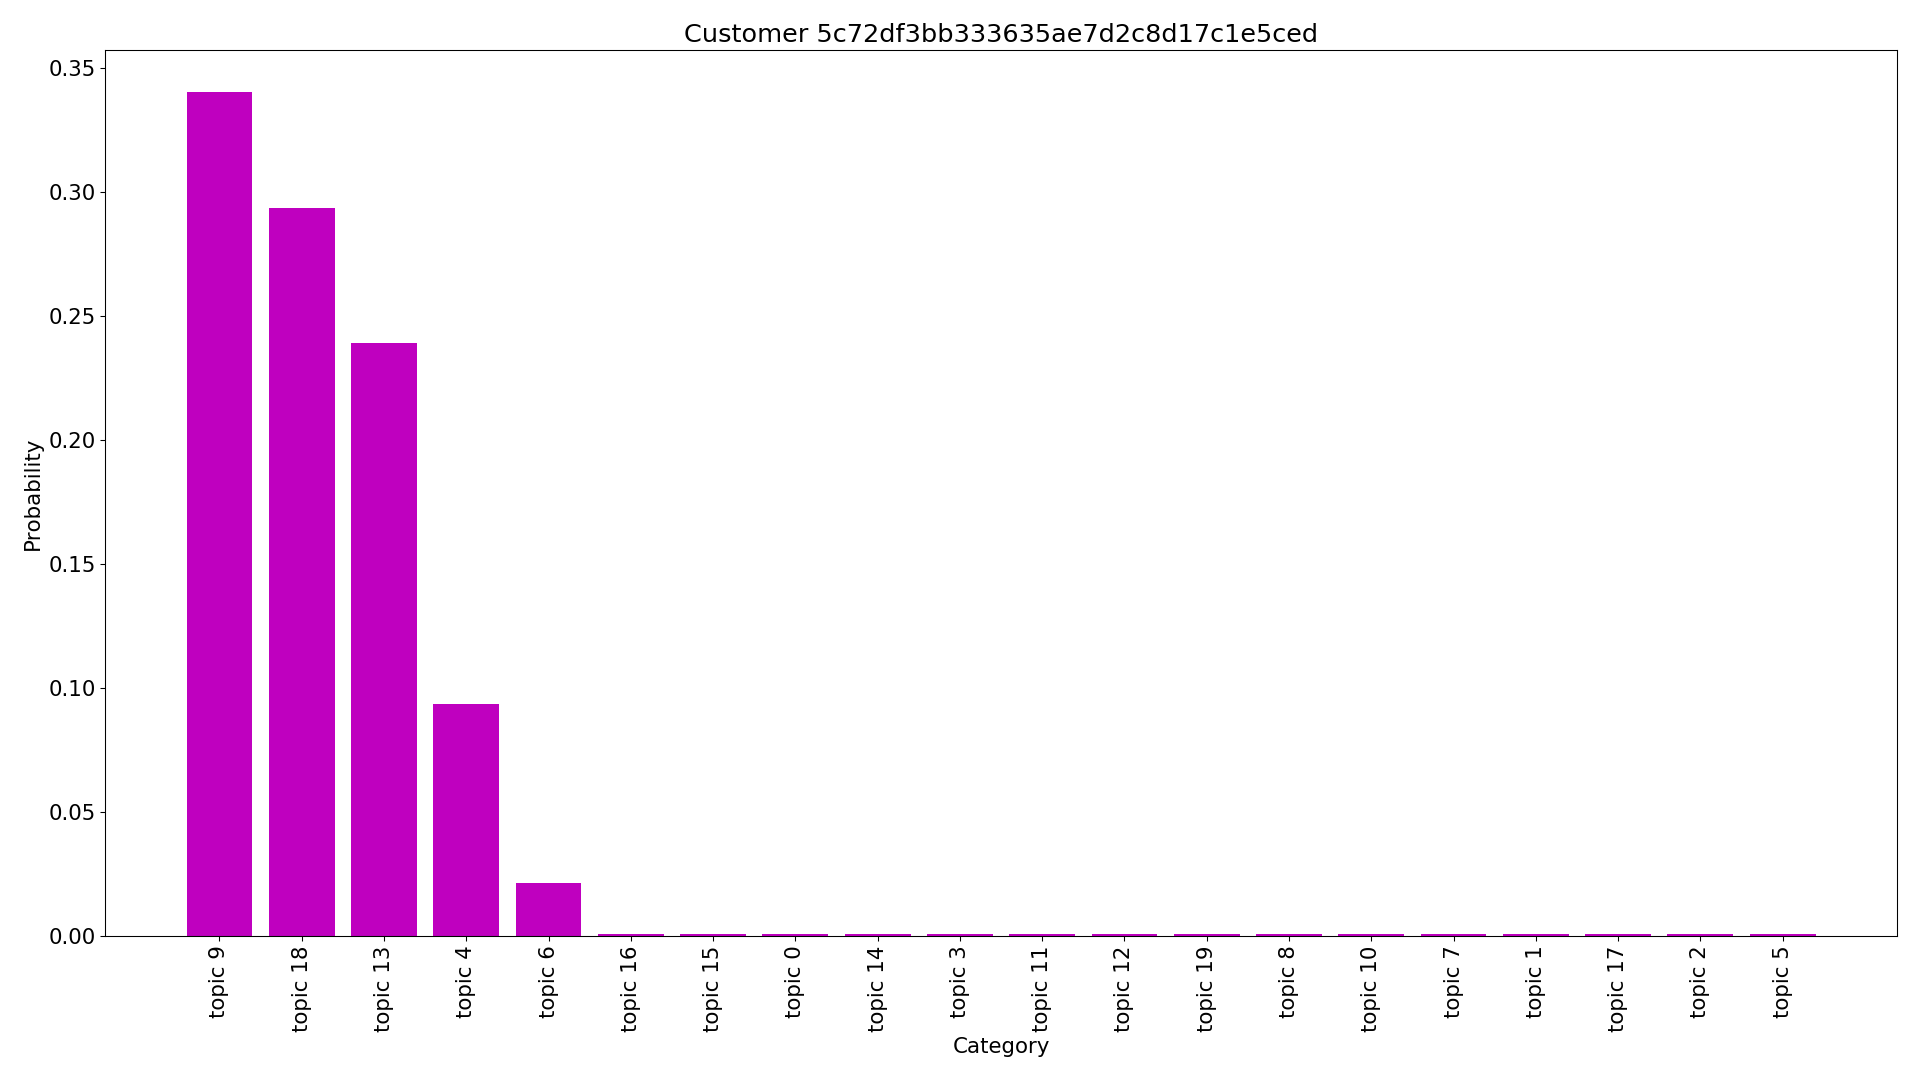 Customer 5c72df3bb333635ae7d2c8d17c1e5ced
0.35
0.30
0.25
0.20
0.15
0.10
0.05
0.00
Probability
topic 9
topic 18
topic 13
topic 4
topic 6
topic 16
topic 15
topic 0
topic 14
topic 3
topic 11
topic 12
topic 19
topic 8
topic 10
topic 7
topic 1
topic 17
topic 2
topic 5
Category